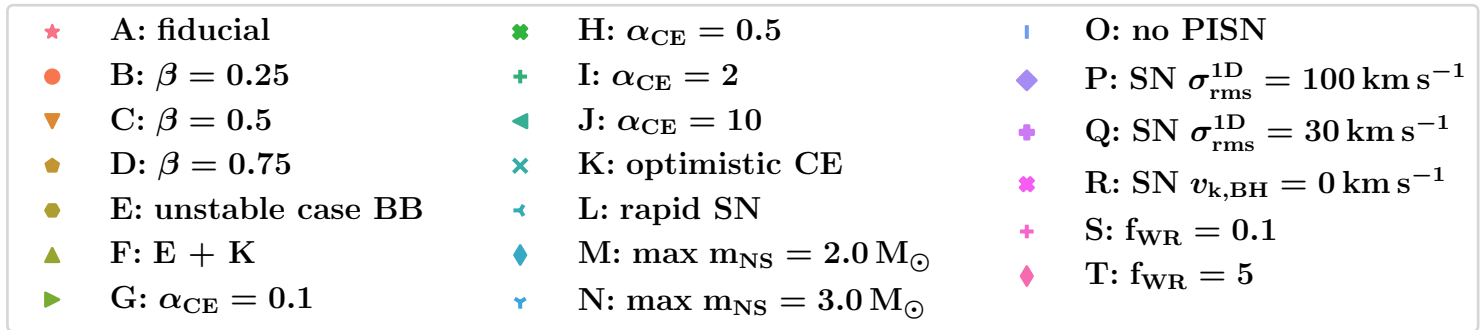 A: fiducial
B: β = 0.25
C: β = 0.5
D: β = 0.75
E: unstable case BB
F: E + K
G: α_CE = 0.1
H: α_CE = 0.5
I: α_CE = 2
J: α_CE = 10
K: optimistic CE
L: rapid SN
M: max m_NS = 2.0 M_⊙
N: max m_NS = 3.0 M_⊙
O: no PISN
P: SN σ_rms^1D = 100 km s^−1
Q: SN σ_rms^1D = 30 km s^−1
R: SN v_k,BH = 0 km s^−1
S: f_WR = 0.1
T: f_WR = 5